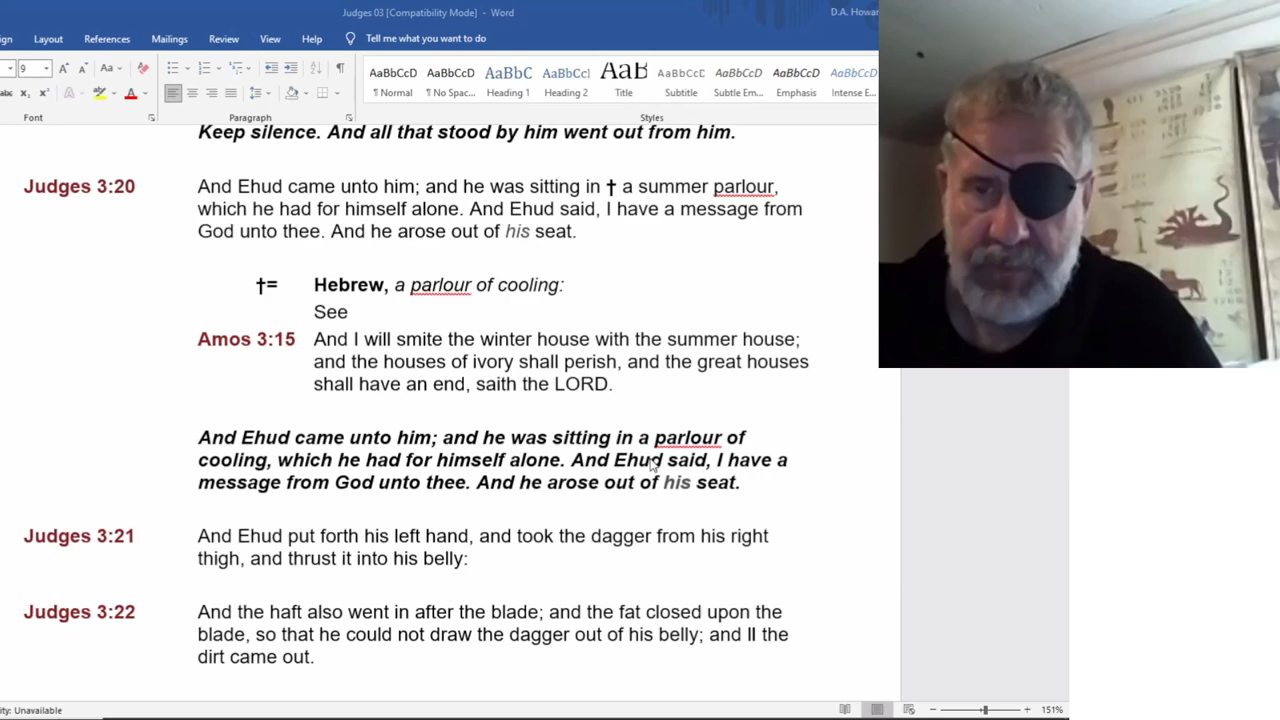 Judges 03 [Compatibility Mode] - Word
D.A. Howar
ign Layout References Mailings Review View Help Tell me what you want to do
9 A A Aa
abc x₂ x² A A
AaBbCcD AaBbCcD AaBbC AaBbCcl AaB AaBbCcD AaBbCcD AaBbCcD AaBbCcD
¶ Normal ¶ No Spac... Heading 1 Heading 2 Title Subtitle Subtle Em... Emphasis Intense E...
Font Paragraph Styles
Keep silence. And all that stood by him went out from him.
Judges 3:20 And Ehud came unto him; and he was sitting in † a summer parlour,
which he had for himself alone. And Ehud said, I have a message from
God unto thee. And he arose out of his seat.
†= Hebrew, a parlour of cooling:
See
Amos 3:15 And I will smite the winter house with the summer house;
and the houses of ivory shall perish, and the great houses
shall have an end, saith the LORD.
And Ehud came unto him; and he was sitting in a parlour of
cooling, which he had for himself alone. And Ehud said, I have a
message from God unto thee. And he arose out of his seat.
Judges 3:21 And Ehud put forth his left hand, and took the dagger from his right
thigh, and thrust it into his belly:
Judges 3:22 And the haft also went in after the blade; and the fat closed upon the
blade, so that he could not draw the dagger out of his belly; and ll the
dirt came out.
ity: Unavailable
151%